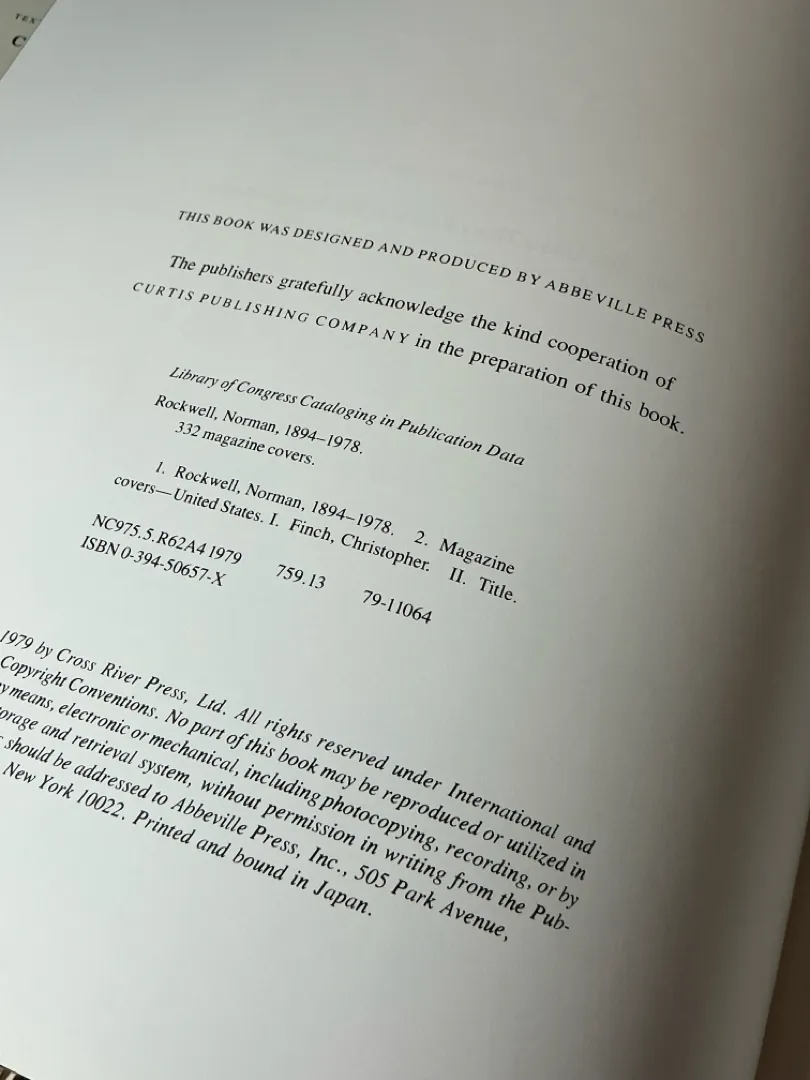 TEX
C
THIS BOOK WAS DESIGNED AND PRODUCED BY ABBEVILLE PRESS
The publishers gratefully acknowledge the kind cooperation of
CURTIS PUBLISHING COMPANY in the preparation of this book.
Library of Congress Cataloging in Publication Data
Rockwell, Norman, 1894–1978.
332 magazine covers.
1. Rockwell, Norman, 1894–1978. 2. Magazine
covers—United States. I. Finch, Christopher. II. Title.
NC975.5.R62A4 1979 759.13 79-11064
ISBN 0-394-50657-X
1979 by Cross River Press, Ltd. All rights reserved under International and
Copyright Conventions. No part of this book may be reproduced or utilized in
y means, electronic or mechanical, including photocopying, recording, or by
orage and retrieval system, without permission in writing from the Pub-
should be addressed to Abbeville Press, Inc., 505 Park Avenue,
New York 10022. Printed and bound in Japan.